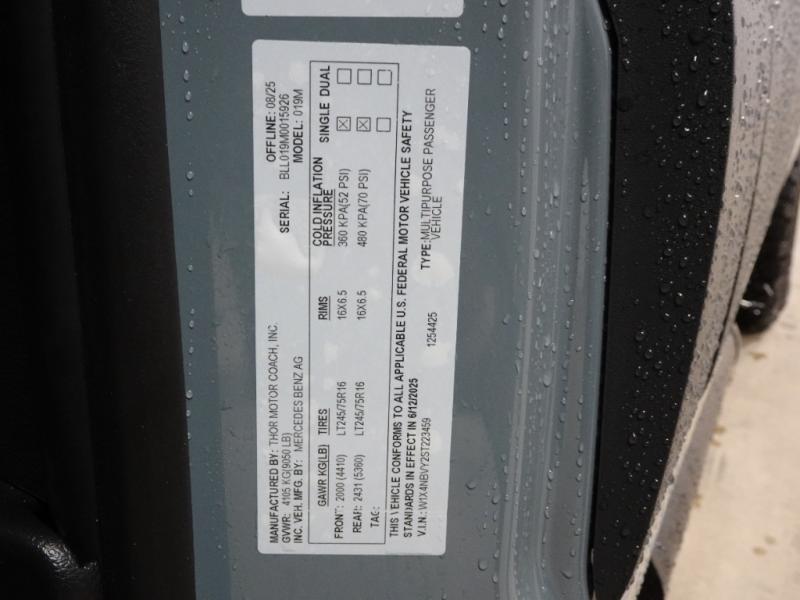 MANUFACTURED BY: THOR MOTOR COACH, INC. OFFLINE: 08/25
GVWR: 4105 KG(9050 LB) SERIAL: BLL019M0015926
INC. VEH. MFG. BY: MERCEDES BENZ AG MODEL: 019M
GAWR KG(LB) TIRES RIMS COLD INFLATION PRESSURE SINGLE DUAL
FRONT: 2000 (4410) LT245/75R16 16X6.5 360 KPA(52 PSI) ☒ ☐
REAR: 2431 (5360) LT245/75R16 16X6.5 480 KPA(70 PSI) ☒ ☐
TAG: ☐ ☐
THIS VEHICLE CONFORMS TO ALL APPLICABLE U.S. FEDERAL MOTOR VEHICLE SAFETY
STANDARDS IN EFFECT IN 6/12/2025
V.I.N.: W1X4NBVY2ST223459 1254425 TYPE: MULTIPURPOSE PASSENGER
VEHICLE